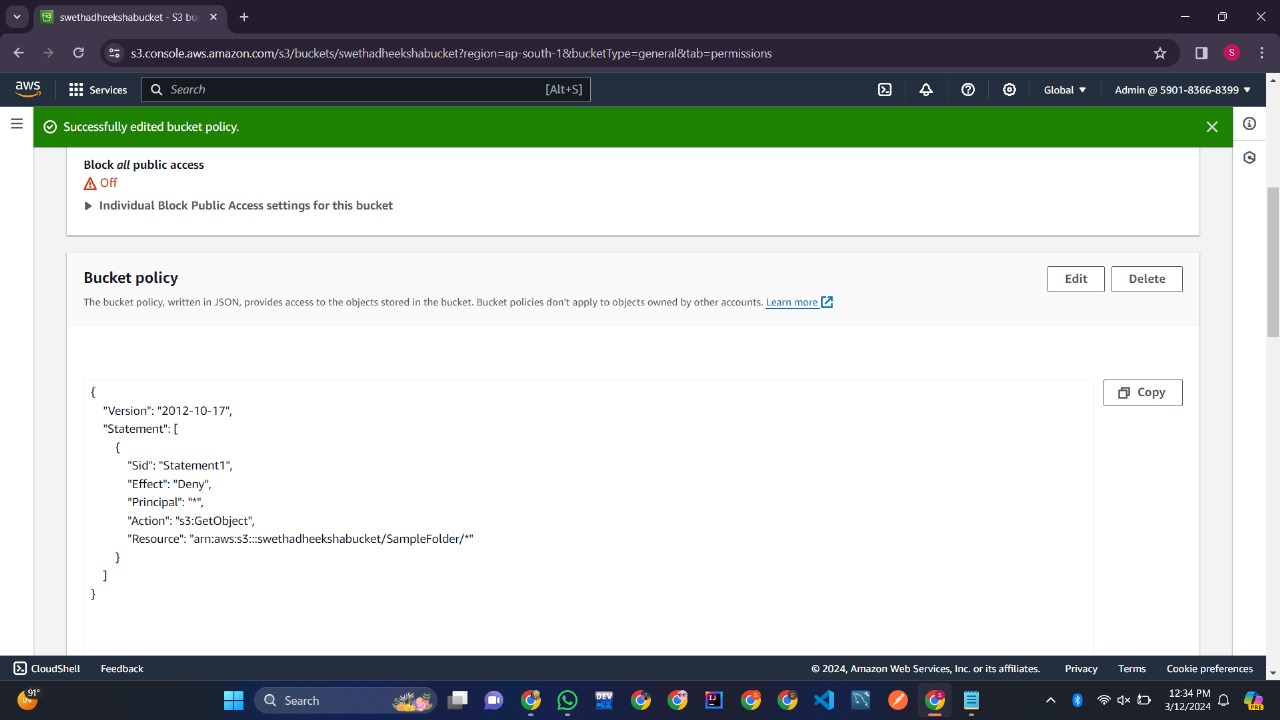 swethadheekshabucket - S3 bu
s3.console.aws.amazon.com/s3/buckets/swethadheekshabucket?region=ap-south-1&bucketType=general&tab=permissions
S
aws
Services
Search
[Alt+S]
Global
Admin @ 5901-8366-8399
Successfully edited bucket policy.
Block all public access
Off
Individual Block Public Access settings for this bucket
Bucket policy
Edit
Delete
The bucket policy, written in JSON, provides access to the objects stored in the bucket. Bucket policies don't apply to objects owned by other accounts. Learn more
Copy
{
"Version": "2012-10-17",
"Statement": [
{
"Sid": "Statement1",
"Effect": "Deny",
"Principal": "*",
"Action": "s3:GetObject",
"Resource": "arn:aws:s3:::swethadheekshabucket/SampleFolder/*"
}
]
}
CloudShell
Feedback
© 2024, Amazon Web Services, Inc. or its affiliates.
Privacy
Terms
Cookie preferences
91°
Search
DEV
12:34 PM
3/12/2024